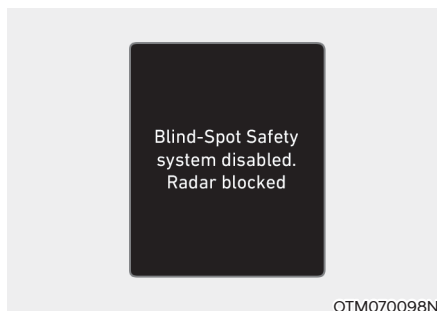 Blind-Spot Safety
system disabled.
Radar blocked
OTM070098N